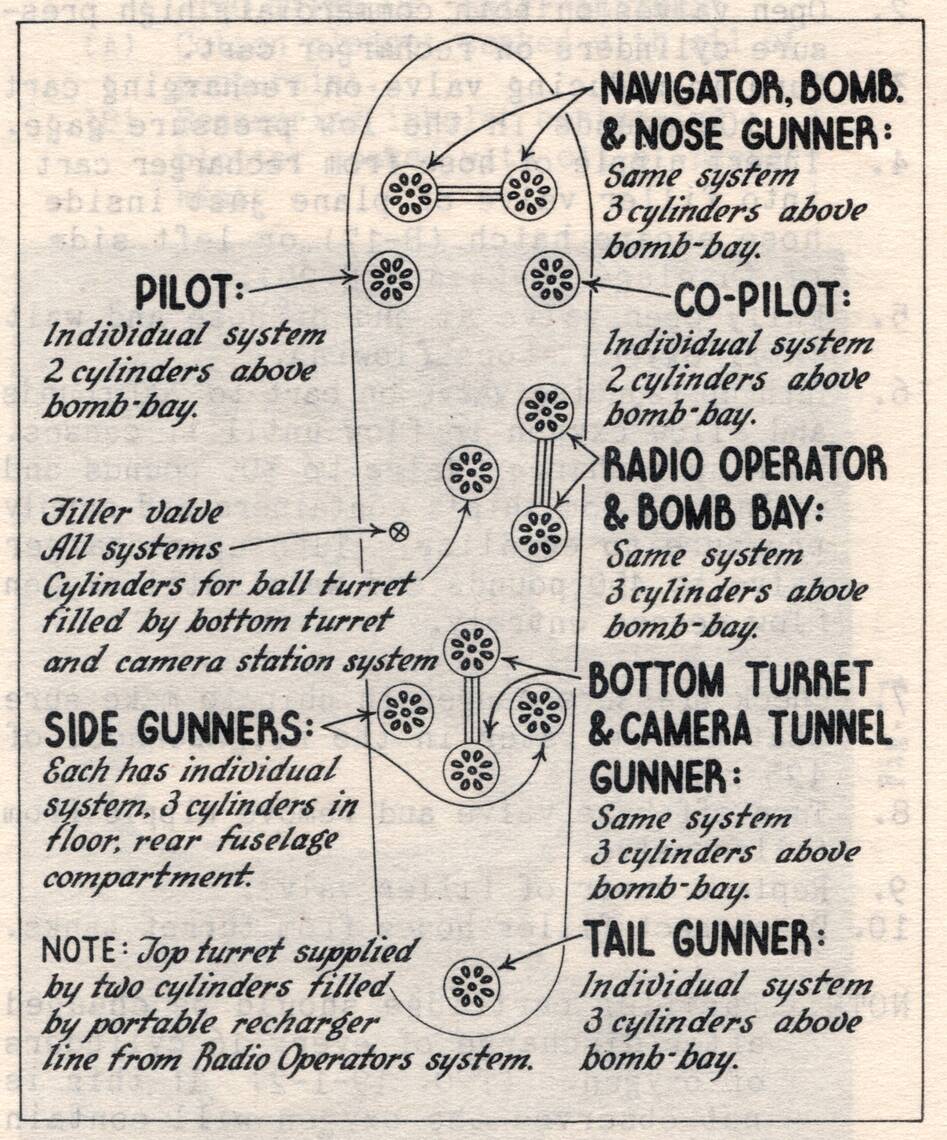 NAVIGATOR, BOMB.
& NOSE GUNNER:
Same system
3 cylinders above
bomb-bay.
PILOT:
Individual system
2 cylinders above
bomb-bay.
CO-PILOT:
Individual system
2 cylinders above
bomb-bay.
RADIO OPERATOR
& BOMB BAY:
Same system
3 cylinders above
bomb-bay.
Filler valve
All systems
Cylinders for ball turret
filled by bottom turret
and camera station system
BOTTOM TURRET
& CAMERA TUNNEL
GUNNER:
Same system
3 cylinders above
bomb-bay.
SIDE GUNNERS:
Each has individual
system, 3 cylinders in
floor, rear fuselage
compartment.
TAIL GUNNER:
Individual system
3 cylinders above
bomb-bay.
NOTE: Top turret supplied
by two cylinders filled
by portable recharger
line from Radio Operators system.